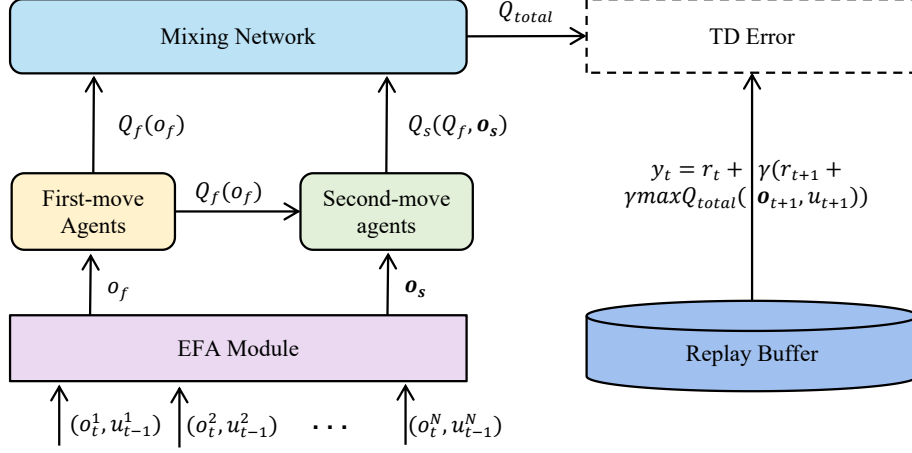 Q_total
Mixing Network
TD Error
Q_f(o_f)
Q_s(Q_f, o_s)
First-move
Agents
Q_f(o_f)
Second-move
agents
y_t = r_t + γ(r_{t+1} +
γmaxQ_total( o_{t+1}, u_{t+1}))
o_f
o_s
EFA Module
Replay Buffer
(o_t^1, u_{t-1}^1)
(o_t^2, u_{t-1}^2)
· · ·
(o_t^N, u_{t-1}^N)